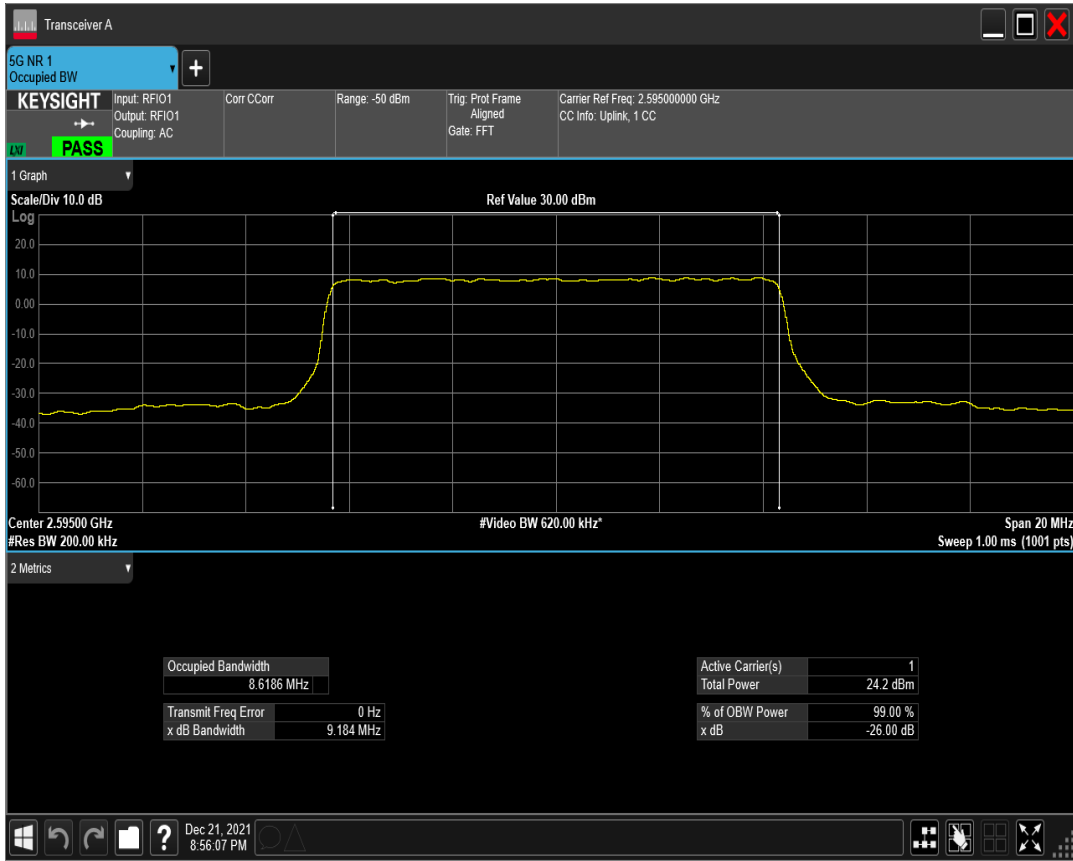 Transceiver A
5G NR 1
Occupied BW
+
KEYSIGHT
LXI
PASS
Input: RFIO1
Output: RFIO1
Coupling: AC
Corr CCorr
Range: -50 dBm
Trig: Prot Frame
Aligned
Gate: FFT
Carrier Ref Freq: 2.595000000 GHz
CC Info: Uplink, 1 CC
1 Graph
Scale/Div 10.0 dB
Ref Value 30.00 dBm
Log
20.0
10.0
0.00
-10.0
-20.0
-30.0
-40.0
-50.0
-60.0
Center 2.59500 GHz
#Video BW 620.00 kHz*
Span 20 MHz
#Res BW 200.00 kHz
Sweep 1.00 ms (1001 pts)
2 Metrics
Occupied Bandwidth
8.6186 MHz
Transmit Freq Error 0 Hz
x dB Bandwidth 9.184 MHz
Active Carrier(s) 1
Total Power 24.2 dBm
% of OBW Power 99.00 %
x dB -26.00 dB
?
Dec 21, 2021
8:56:07 PM